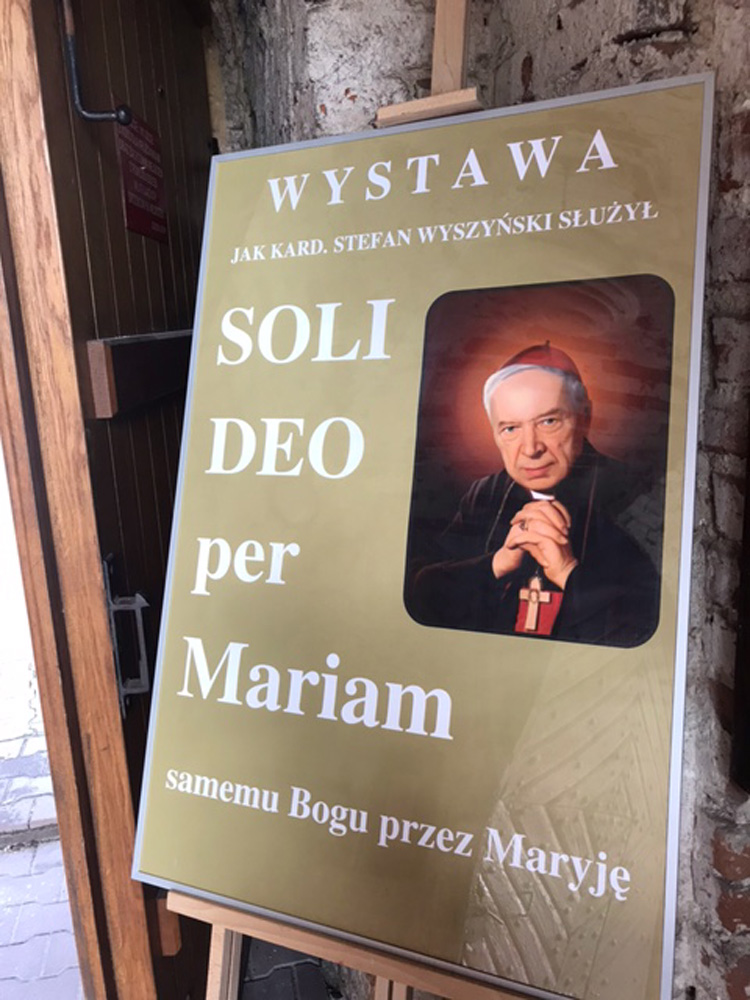 WYSTAWA
JAK KARD. STEFAN WYSZYŃSKI SŁUŻYŁ
SOLI
DEO
per
Mariam
samemu Bogu przez Maryję